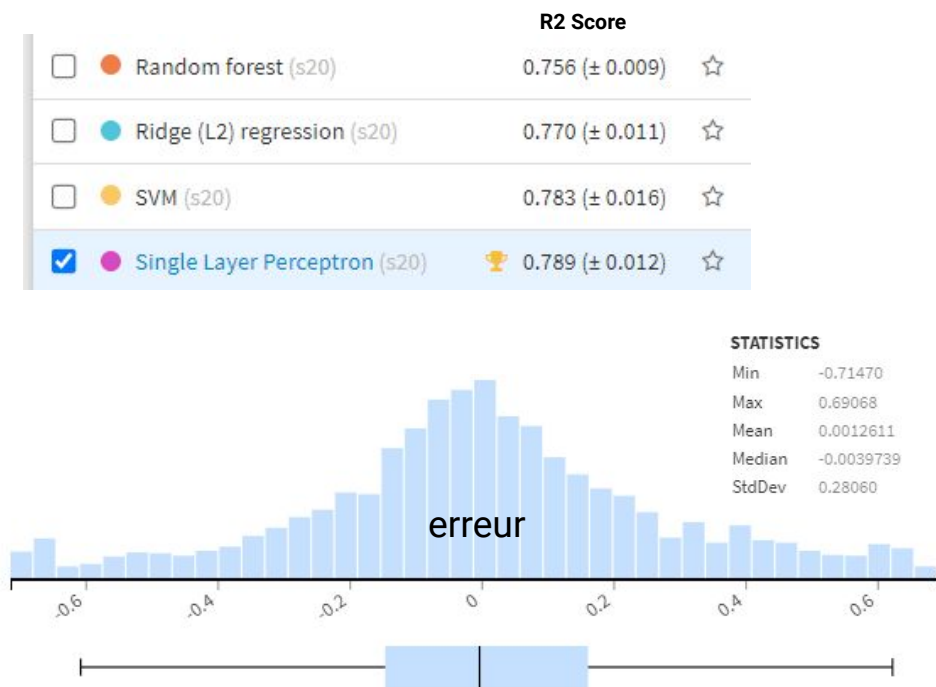 R2 Score
Random forest (s20) 0.756 (± 0.009)
Ridge (L2) regression (s20) 0.770 (± 0.011)
SVM (s20) 0.783 (± 0.016)
Single Layer Perceptron (s20) 0.789 (± 0.012)
STATISTICS
Min -0.71470
Max 0.69068
Mean 0.0012611
Median -0.0039739
StdDev 0.28060
erreur
-0.6 -0.4 -0.2 0 0.2 0.4 0.6